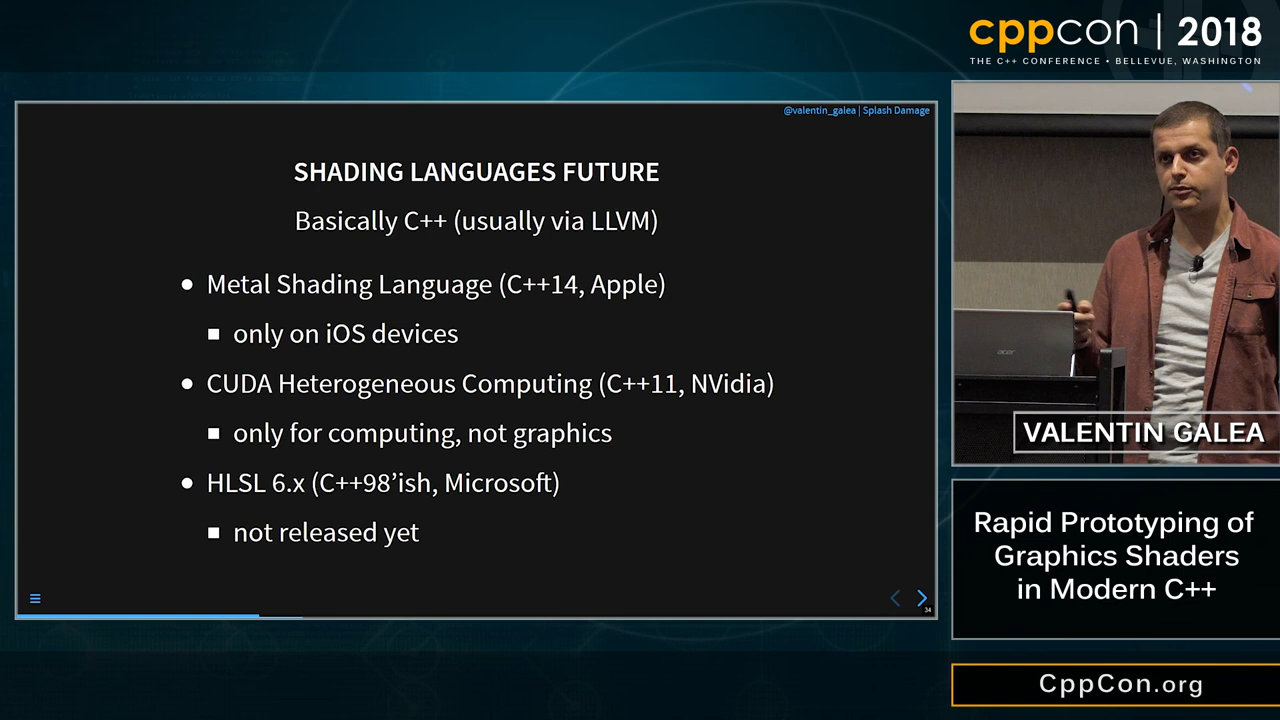 cppcon | 2018
THE C++ CONFERENCE • BELLEVUE, WASHINGTON
@valentin_galea | Splash Damage
SHADING LANGUAGES FUTURE
Basically C++ (usually via LLVM)
• Metal Shading Language (C++14, Apple)
▪ only on iOS devices
• CUDA Heterogeneous Computing (C++11, NVidia)
▪ only for computing, not graphics
• HLSL 6.x (C++98’ish, Microsoft)
▪ not released yet
34
acer
VALENTIN GALEA
Rapid Prototyping of
Graphics Shaders
in Modern C++
CppCon.org